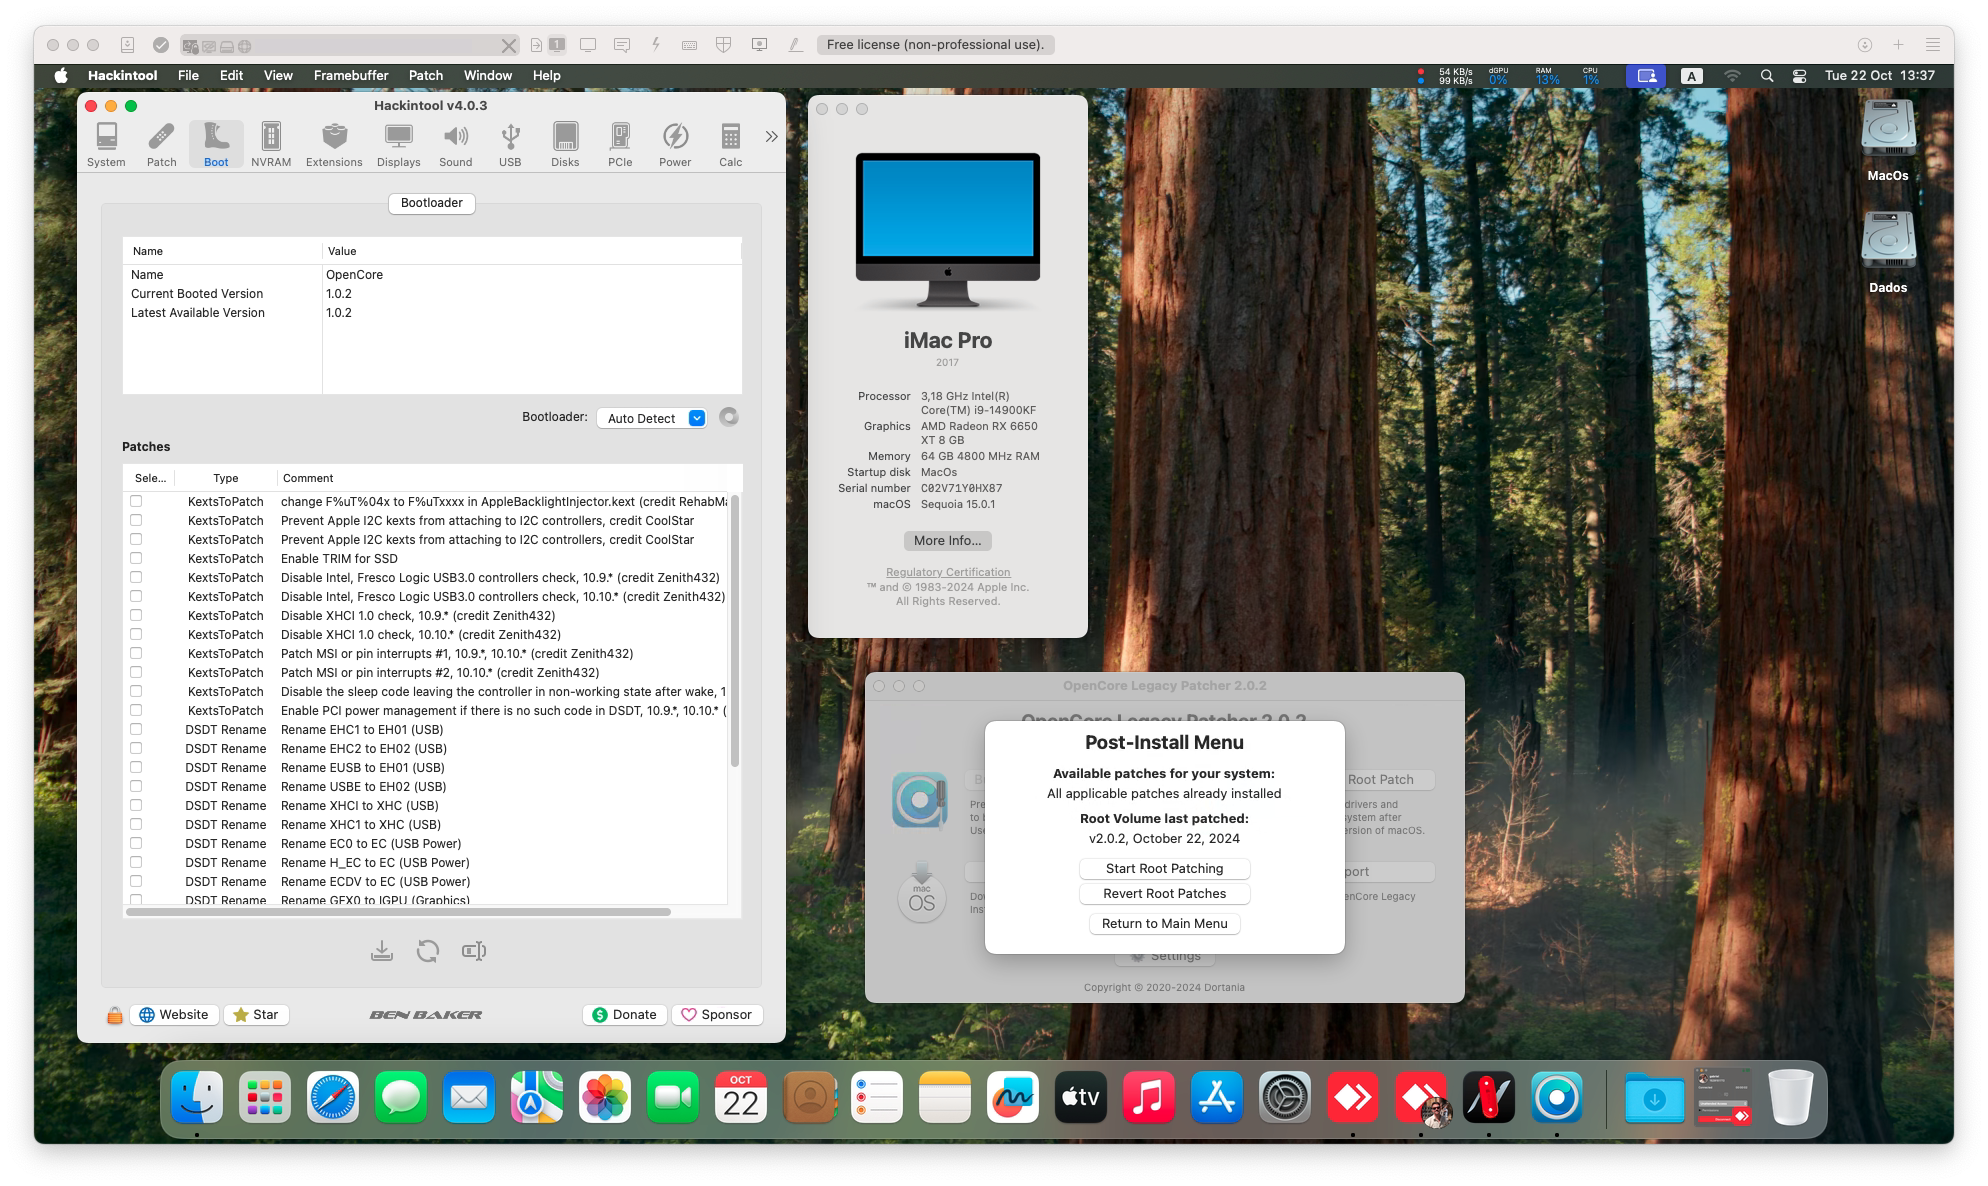 1
Free license (non-professional use).
Hackintool File Edit View Framebuffer Patch Window Help
54 KB/s
99 KB/s
dGPU
0%
RAM
13%
CPU
1%
A
Tue 22 Oct 13:37
Hackintool v4.0.3
System Patch Boot NVRAM Extensions Displays Sound USB Disks PCIe Power Calc
Bootloader
Name Value
Name OpenCore
Current Booted Version 1.0.2
Latest Available Version 1.0.2
Bootloader: Auto Detect
Patches
Sele... Type Comment
KextsToPatch change F%uT%04x to F%uTxxxx in AppleBacklightInjector.kext (credit RehabMa
KextsToPatch Prevent Apple I2C kexts from attaching to I2C controllers, credit CoolStar
KextsToPatch Prevent Apple I2C kexts from attaching to I2C controllers, credit CoolStar
KextsToPatch Enable TRIM for SSD
KextsToPatch Disable Intel, Fresco Logic USB3.0 controllers check, 10.9.* (credit Zenith432)
KextsToPatch Disable Intel, Fresco Logic USB3.0 controllers check, 10.10.* (credit Zenith432)
KextsToPatch Disable XHCI 1.0 check, 10.9.* (credit Zenith432)
KextsToPatch Disable XHCI 1.0 check, 10.10.* (credit Zenith432)
KextsToPatch Patch MSI or pin interrupts #1, 10.9.*, 10.10.* (credit Zenith432)
KextsToPatch Patch MSI or pin interrupts #2, 10.10.* (credit Zenith432)
KextsToPatch Disable the sleep code leaving the controller in non-working state after wake, 1
KextsToPatch Enable PCI power management if there is no such code in DSDT, 10.9.*, 10.10.* (
DSDT Rename Rename EHC1 to EH01 (USB)
DSDT Rename Rename EHC2 to EH02 (USB)
DSDT Rename Rename EUSB to EH01 (USB)
DSDT Rename Rename USBE to EH02 (USB)
DSDT Rename Rename XHCI to XHC (USB)
DSDT Rename Rename XHC1 to XHC (USB)
DSDT Rename Rename EC0 to EC (USB Power)
DSDT Rename Rename H_EC to EC (USB Power)
DSDT Rename Rename ECDV to EC (USB Power)
DSDT Rename Rename GFX0 to IGPU (Graphics)
Website Star BEN BAKER Donate Sponsor
iMac Pro
2017
Processor 3,18 GHz Intel(R)
Core(TM) i9-14900KF
Graphics AMD Radeon RX 6650
XT 8 GB
Memory 64 GB 4800 MHz RAM
Startup disk MacOs
Serial number C02V71Y0HX87
macOS Sequoia 15.0.1
More Info...
Regulatory Certification
™ and © 1983-2024 Apple Inc.
All Rights Reserved.
MacOs
Dados
OpenCore Legacy Patcher 2.0.2
OpenCore Legacy Patcher 2.0.2
Post-Install Menu
Available patches for your system:
All applicable patches already installed
Root Volume last patched:
v2.0.2, October 22, 2024
Start Root Patching
Revert Root Patches
Return to Main Menu
Root Patch
drivers and
system after
ersion of macOS.
port
enCore Legacy
mac
OS
Settings
Copyright © 2020-2024 Dortania
OCT
22
tv